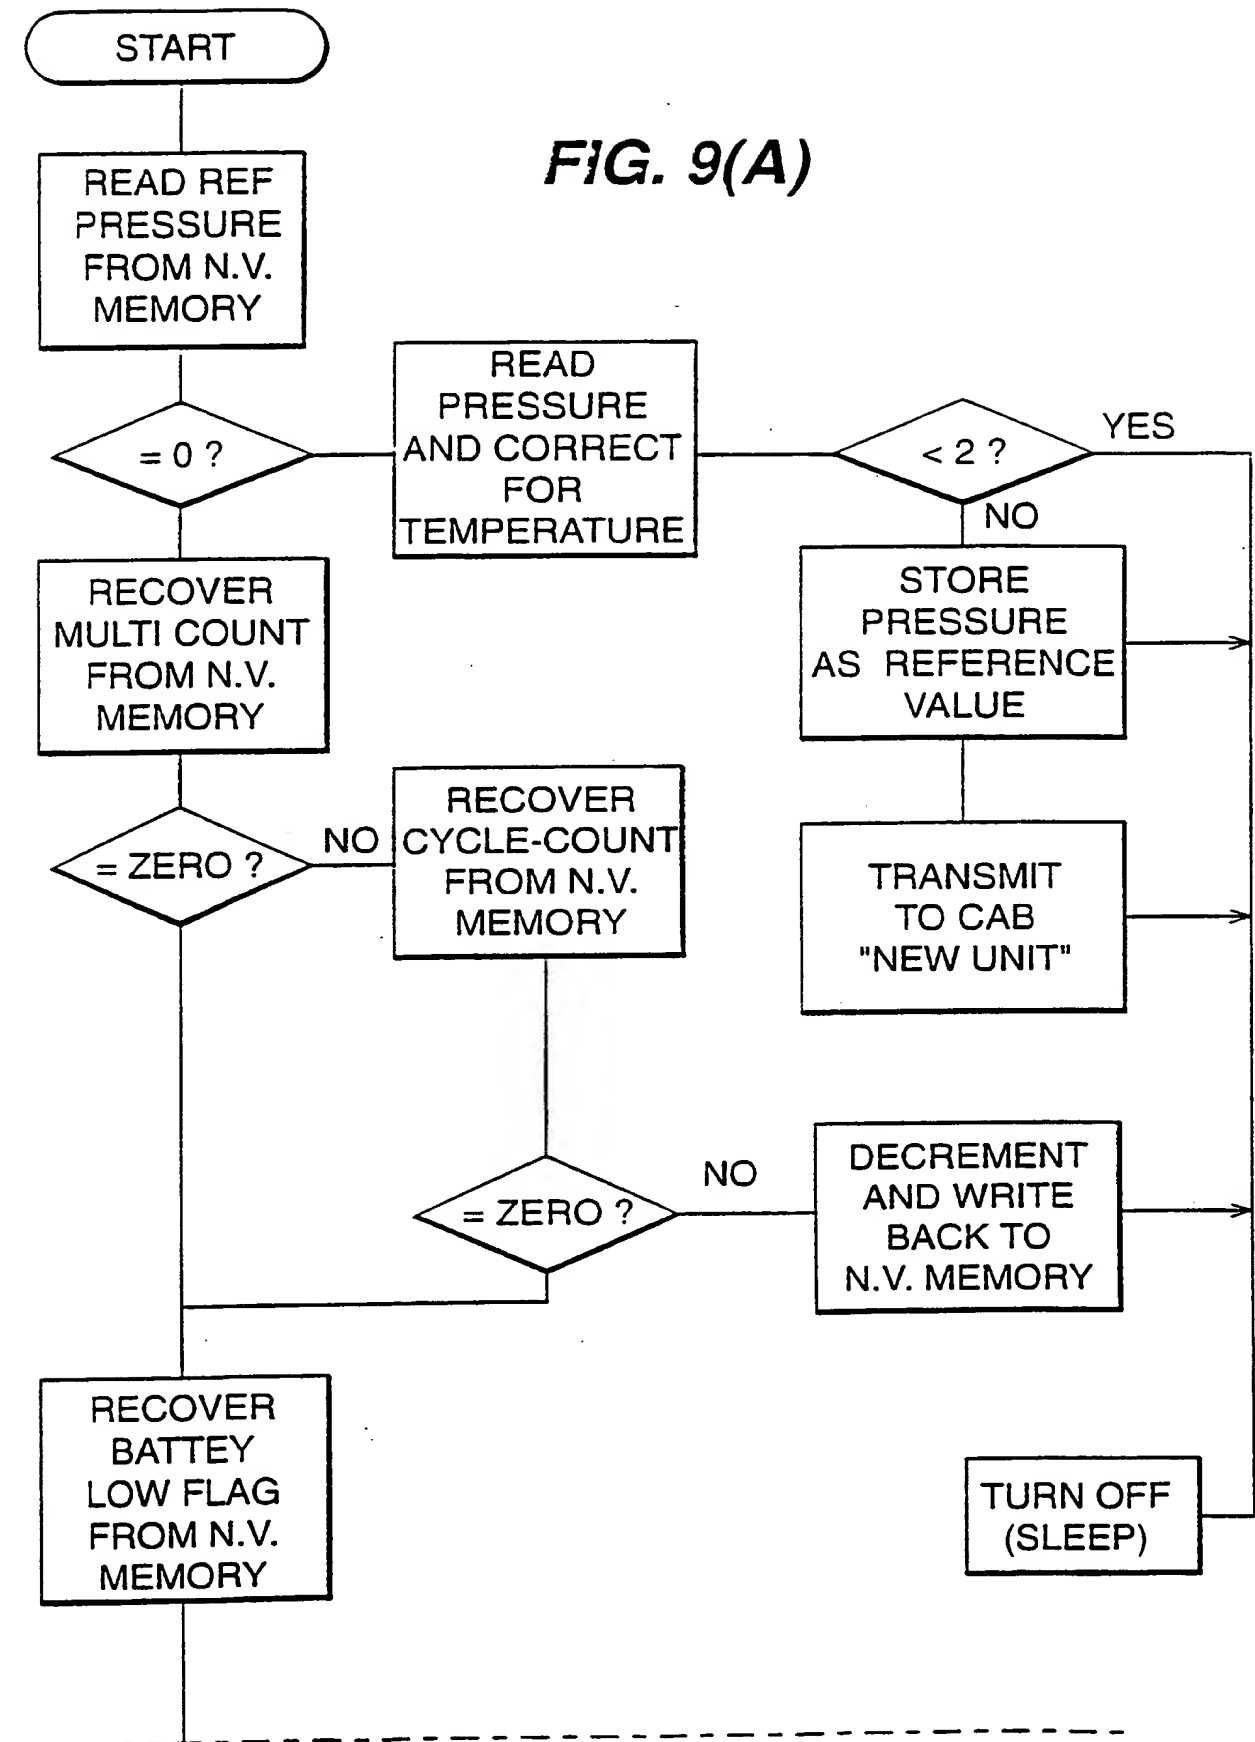 START
FIG. 9(A)
READ REF
PRESSURE
FROM N.V.
MEMORY
= 0 ?
READ
PRESSURE
AND CORRECT
FOR
TEMPERATURE
< 2 ?
YES
NO
STORE
PRESSURE
AS REFERENCE
VALUE
RECOVER
MULTI COUNT
FROM N.V.
MEMORY
= ZERO ?
NO
RECOVER
CYCLE-COUNT
FROM N.V.
MEMORY
TRANSMIT
TO CAB
"NEW UNIT"
= ZERO ?
NO
DECREMENT
AND WRITE
BACK TO
N.V. MEMORY
RECOVER
BATTEY
LOW FLAG
FROM N.V.
MEMORY
TURN OFF
(SLEEP)